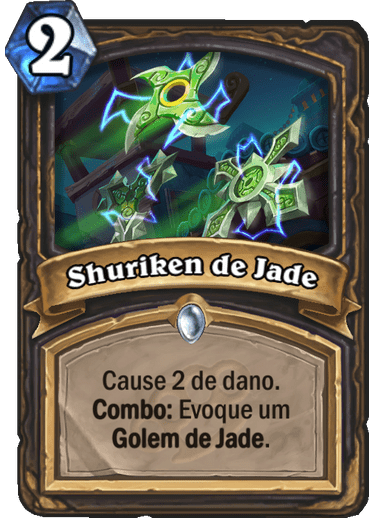 2
Shuriken de Jade
Cause 2 de dano.
Combo: Evoque um
Golem de Jade.